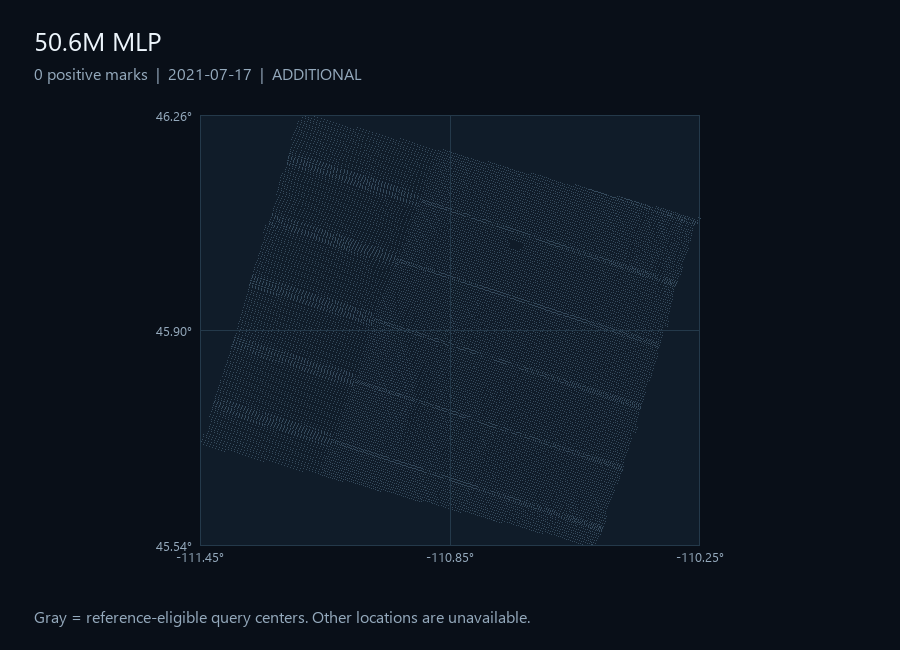 50.6M MLP
0 positive marks | 2021-07-17 | ADDITIONAL
46.26°
45.90°
45.54°
-111.45° -110.85° -110.25°
Gray = reference-eligible query centers. Other locations are unavailable.